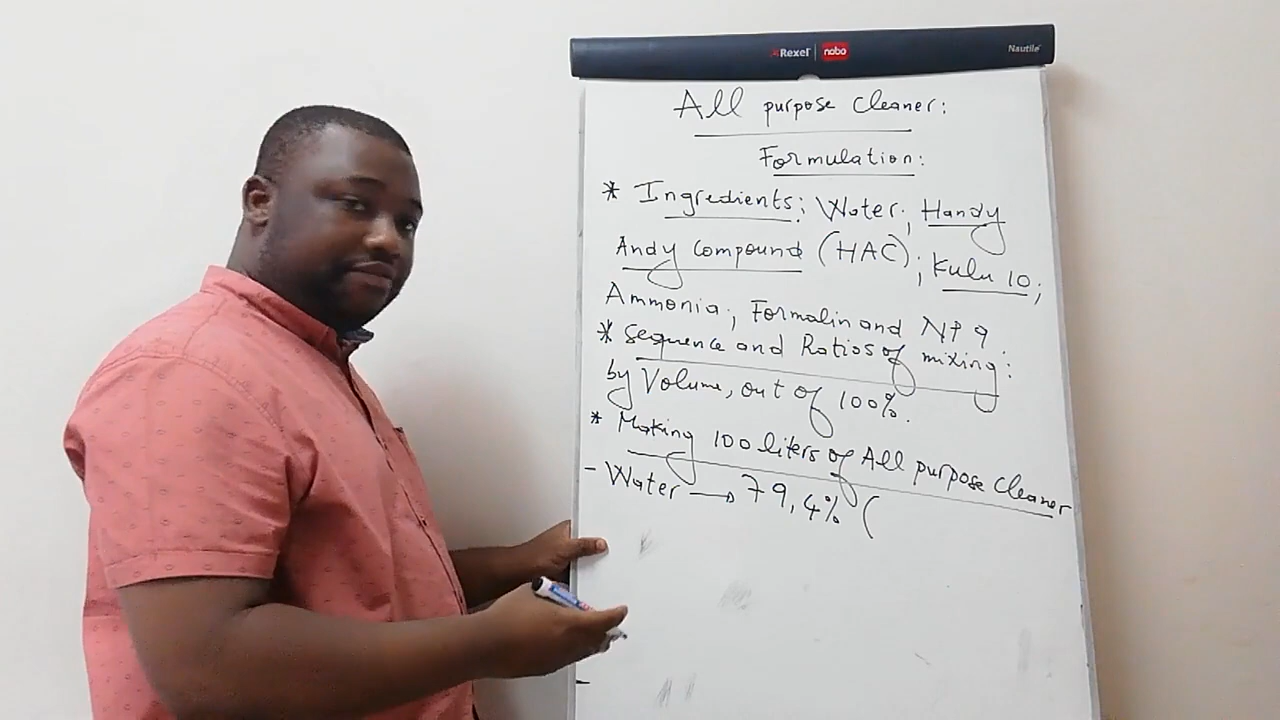 Rexel nobo Nautile
All purpose cleaner:
Formulation:
* Ingredients: Water; Handy
Andy compound (HAC); Kulu 10;
Ammonia; Formalin and NP 9
* Sequence and Ratios of mixing:
by Volume, out of 100%.
* Making 100 liters of All purpose cleaner
- Water → 79,4% (